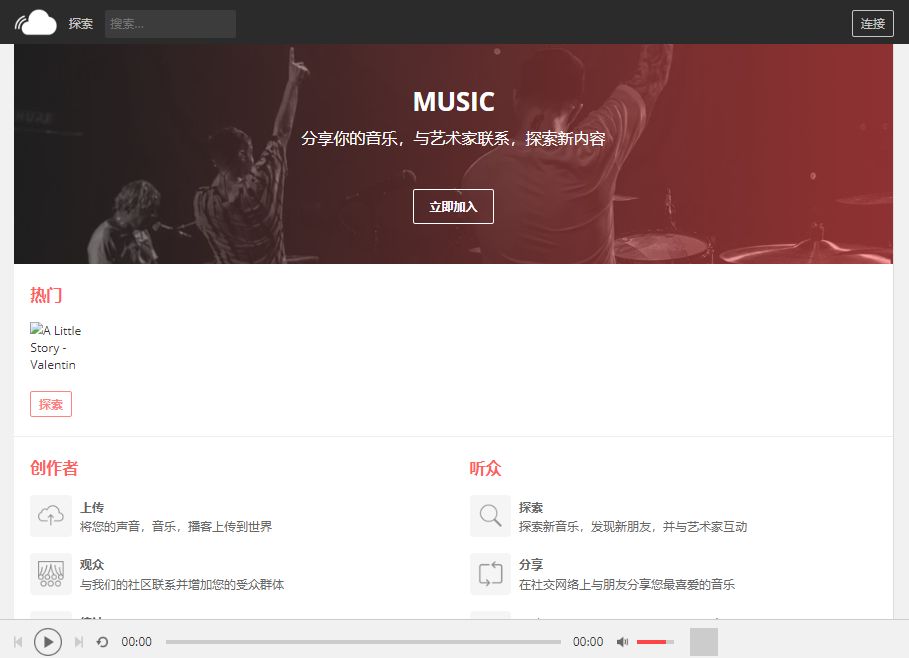 探索
搜索...
连接
MUSIC
分享你的音乐，与艺术家联系，探索新内容
立即加入
热门
A Little
Story -
Valentin
探索
创作者
听众
上传
将您的声音，音乐，播客上传到世界
探索
探索新音乐，发现新朋友，并与艺术家互动
观众
与我们的社区联系并增加您的受众群体
分享
在社交网络上与朋友分享您最喜爱的音乐
00:00
00:00